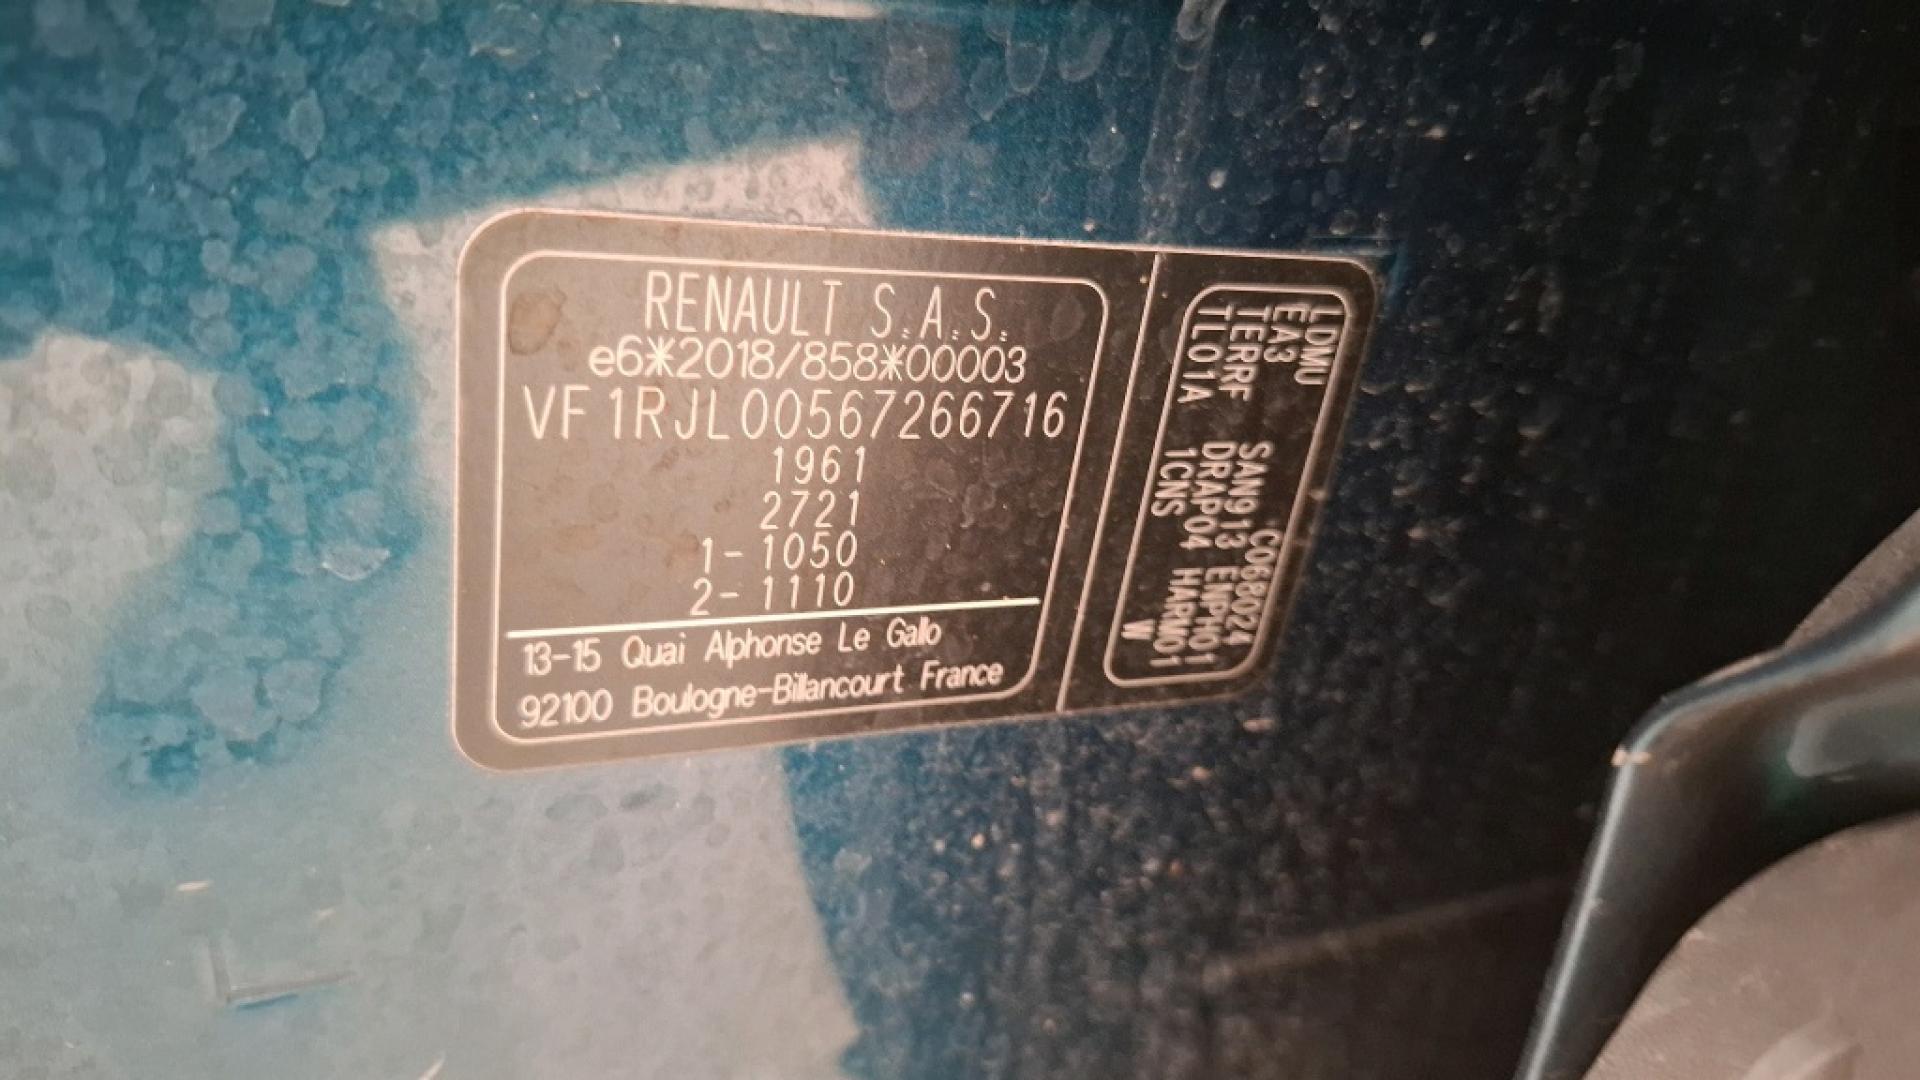 RENAULT S.A.S.
e6*2018/858*00003
VF1RJL00567266716
1961
2721
1- 1050
2- 1110
13-15 Quai Alphonse Le Gallo
92100 Boulogne-Billancourt France
LDMU C068024
EA3 SAN913 ENPH01
TERRF DRAP04 HARM01
TL01A 1CNS W